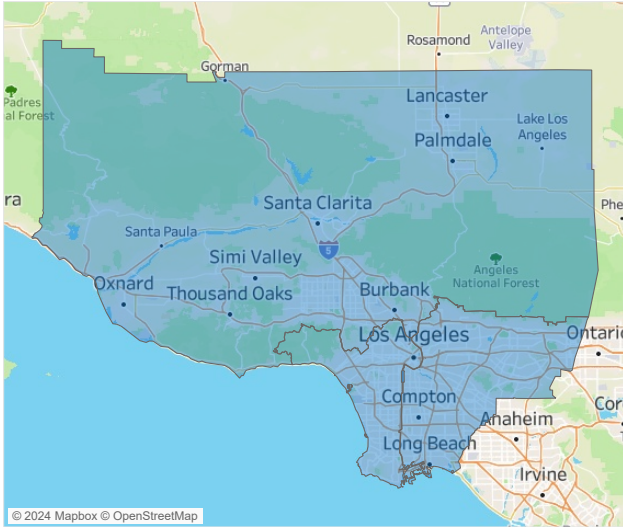 Rosamond
Antelope
Valley
Gorman
Padres
al Forest
Lancaster
Lake Los
Angeles
Palmdale
ra
Santa Clarita
Phe
Santa Paula
5
Simi Valley
Angeles
National Forest
Oxnard
Thousand Oaks
Burbank
Los Angeles
Ontario
Compton
Cor
Anaheim
Long Beach
Irvine
© 2024 Mapbox © OpenStreetMap